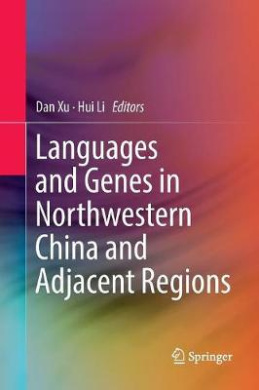 Dan Xu · Hui Li Editors
Languages
and Genes in
Northwestern
China and
Adjacent Regions
Springer